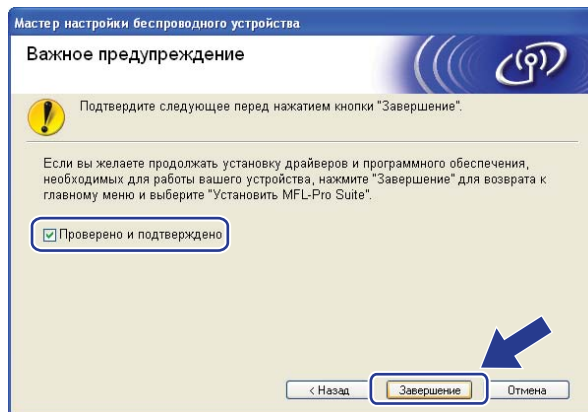 Мастер настройки беспроводного устройства
Важное предупреждение
Подтвердите следующее перед нажатием кнопки "Завершение".
Если вы желаете продолжать установку драйверов и программного обеспечения,
необходимых для работы вашего устройства, нажмите "Завершение" для возврата к
главному меню и выберите "Установить MFL-Pro Suite".
Проверено и подтверждено
< Назад Завершение Отмена